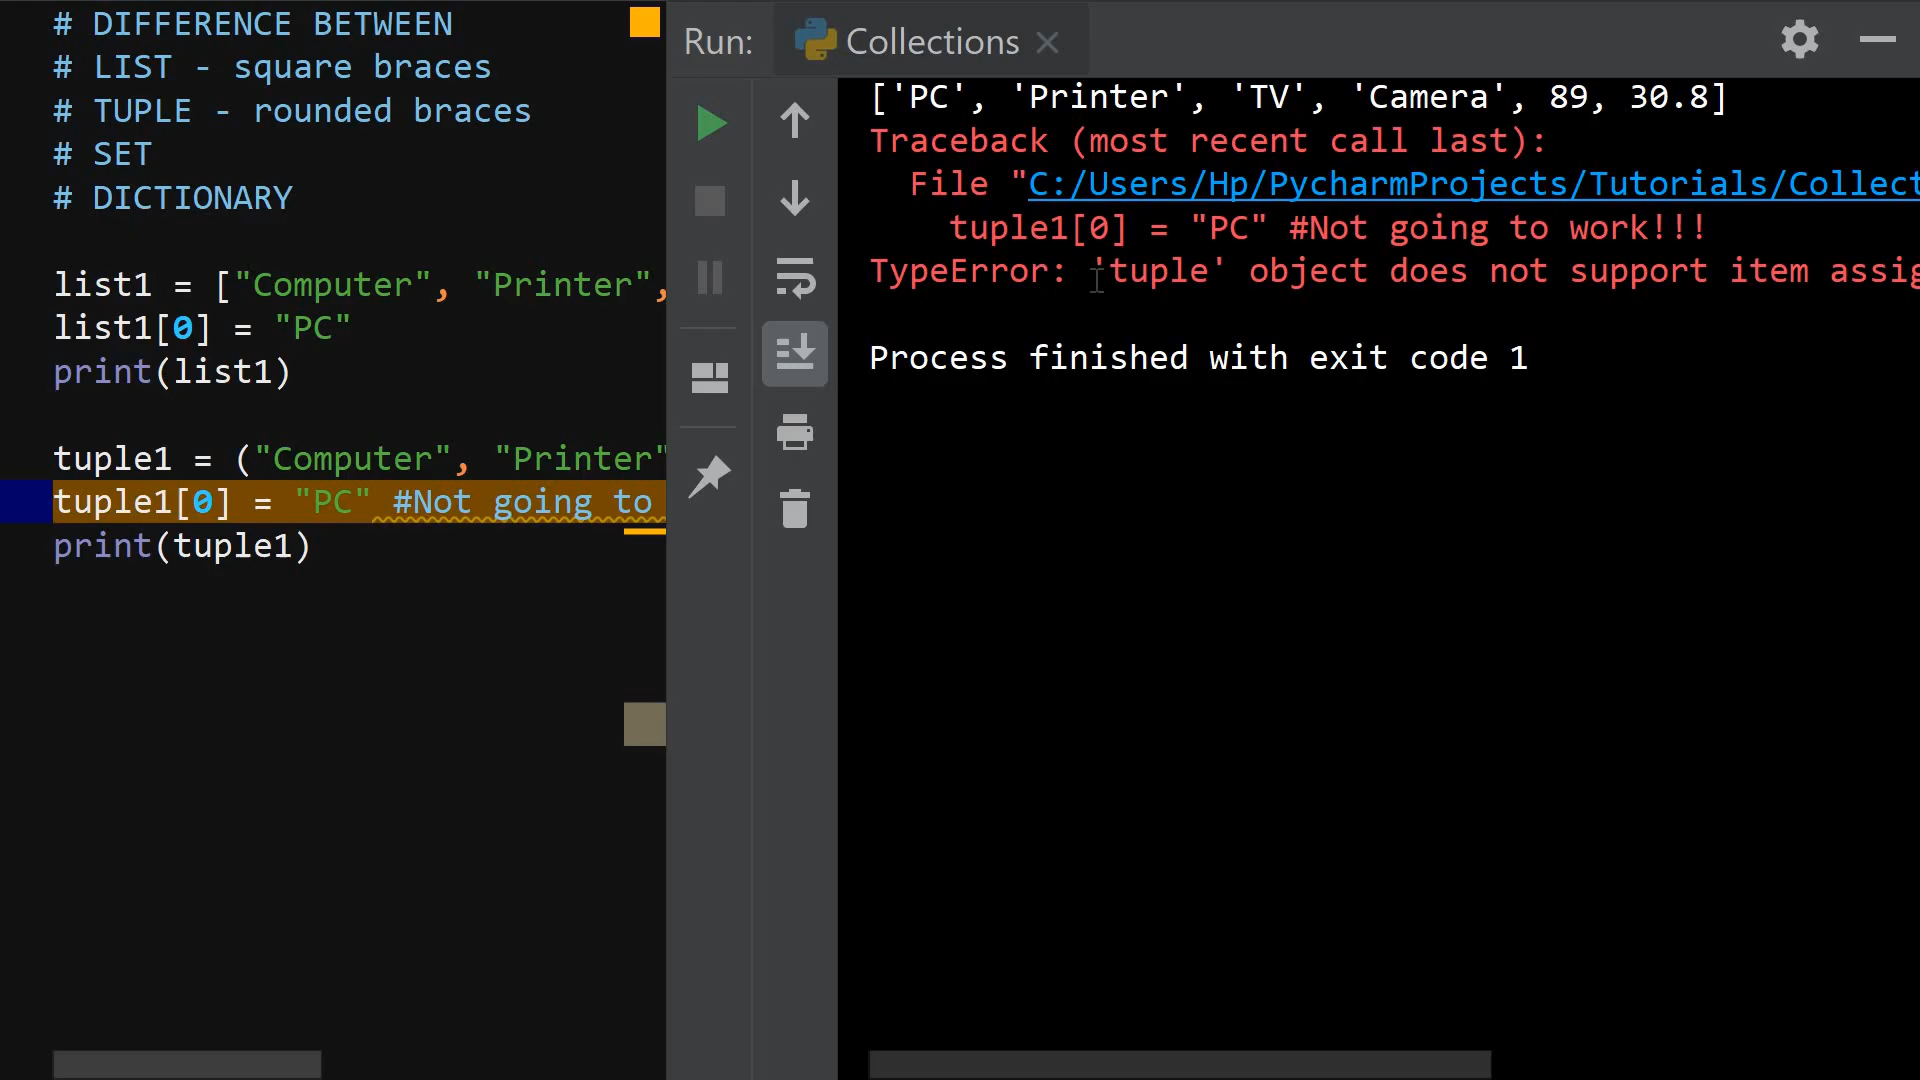 # DIFFERENCE BETWEEN
# LIST - square braces
# TUPLE - rounded braces
# SET
# DICTIONARY
list1 = ["Computer", "Printer",
list1[0] = "PC"
print(list1)
tuple1 = ("Computer", "Printer"
tuple1[0] = "PC" #Not going to
print(tuple1)
Run: Collections
['PC', 'Printer', 'TV', 'Camera', 89, 30.8]
Traceback (most recent call last):
File "C:/Users/Hp/PycharmProjects/Tutorials/Collect
tuple1[0] = "PC" #Not going to work!!!
TypeError: 'tuple' object does not support item assig
Process finished with exit code 1